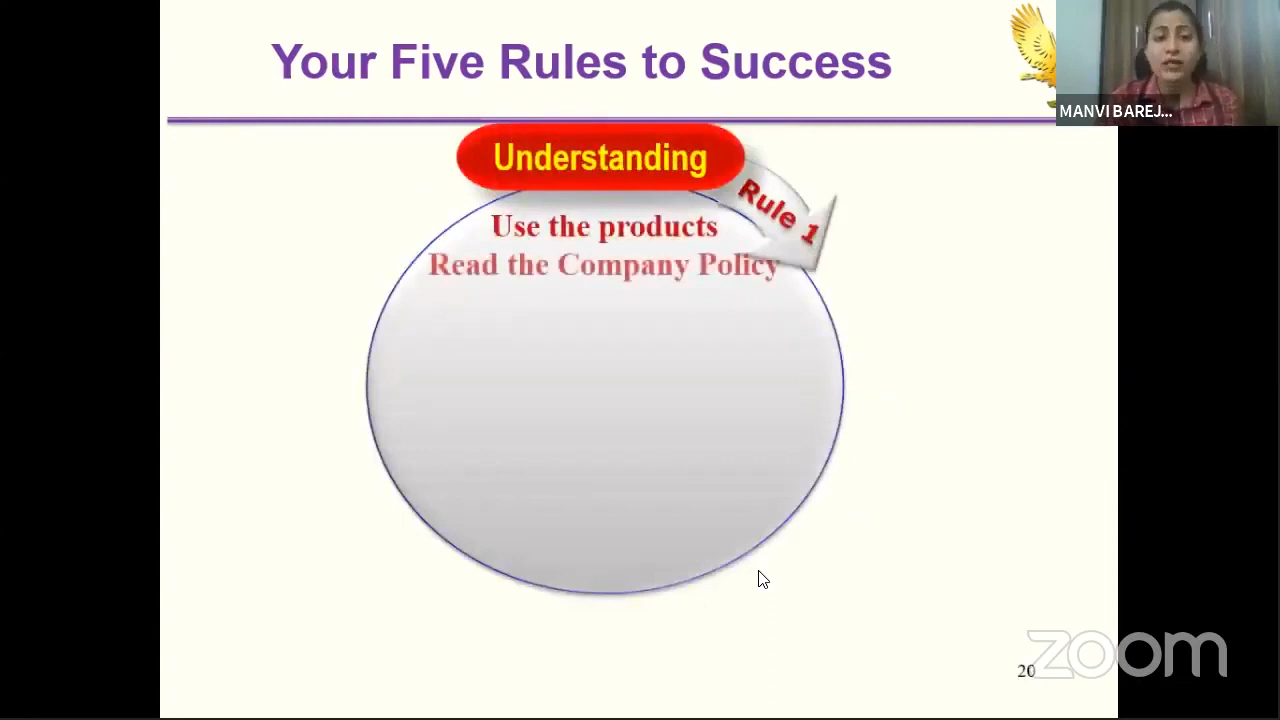 Your Five Rules to Success
MANVI BAREJ...
Understanding
Rule 1
Use the products
Read the Company Policy
20
zoom